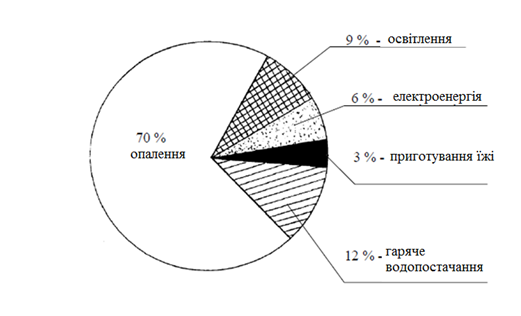 9 % - освітлення
6 % - електроенергія
70 %
опалення
3 % - приготування їжі
12 % - гаряче
водопостачання